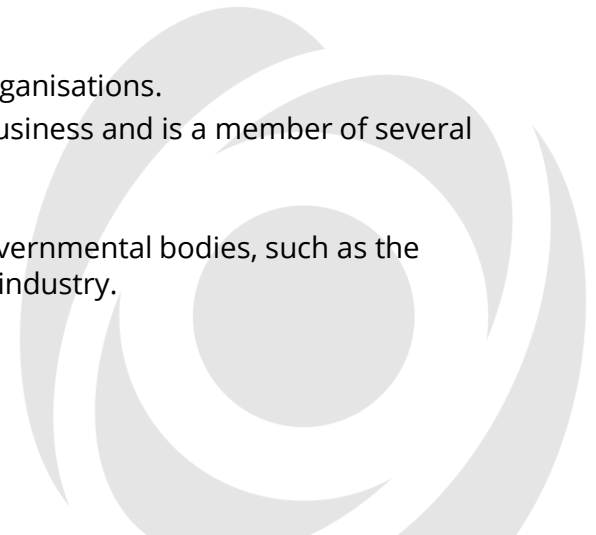 ganisations.
usiness and is a member of several
vernmental bodies, such as the
industry.